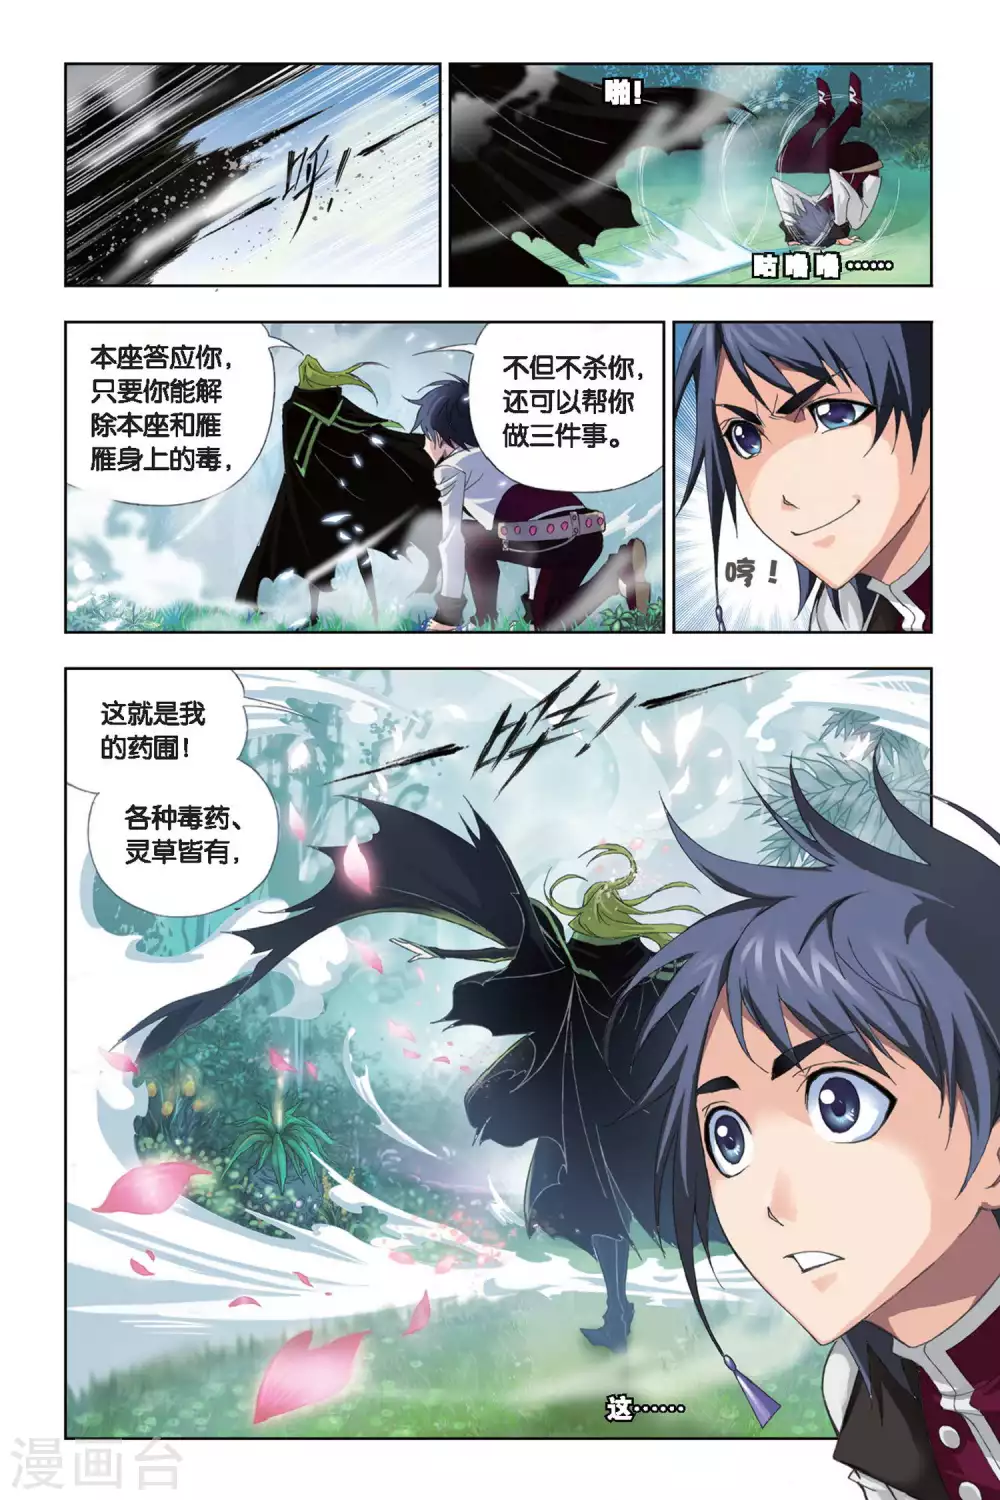 呼！
啪！
咕噜噜……
本座答应你，
只要你能解
除本座和雁
雁身上的毒，
不但不杀你，
还可以帮你
做三件事。
哼！
这就是我
的药圃！
各种毒药、
灵草皆有，
呼！
这……
漫画台